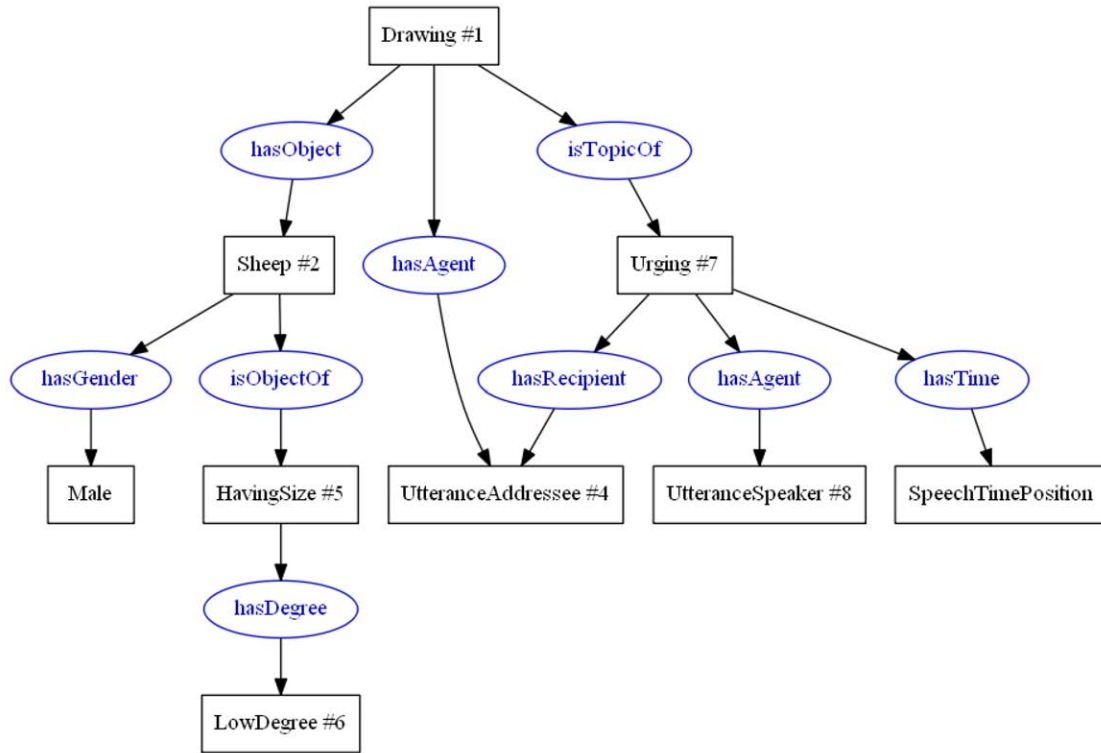 Drawing #1
hasObject
isTopicOf
Sheep #2
hasAgent
Urging #7
hasGender
isObjectOf
hasRecipient
hasAgent
hasTime
Male
HavingSize #5
UtteranceAddressee #4
UtteranceSpeaker #8
SpeechTimePosition
hasDegree
LowDegree #6